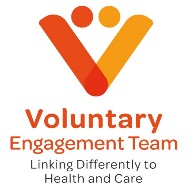 Voluntary
Engagement Team
Linking Differently to
Health and Care